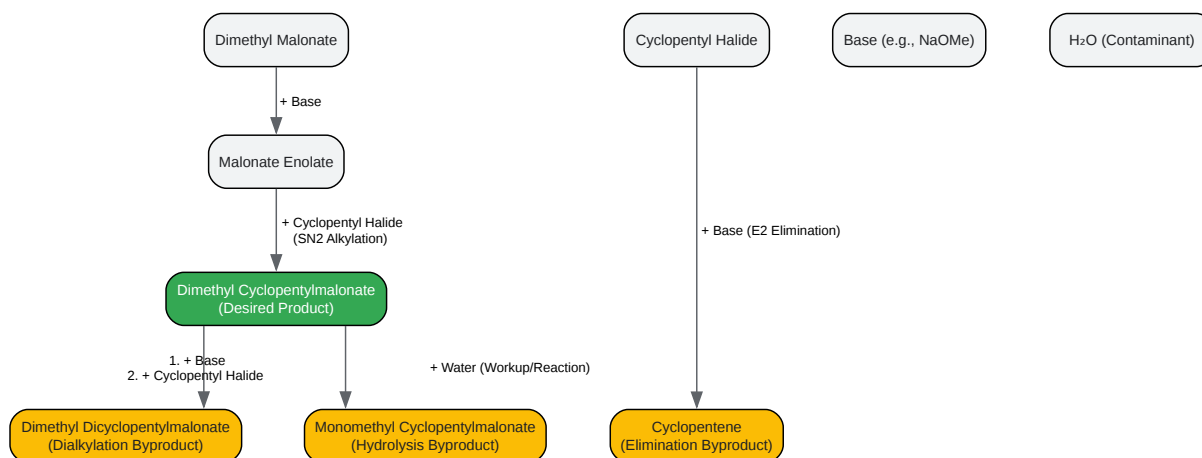 Dimethyl Malonate
Cyclopentyl Halide
Base (e.g., NaOMe)
H₂O (Contaminant)
+ Base
Malonate Enolate
+ Cyclopentyl Halide
(SN2 Alkylation)
+ Base (E2 Elimination)
Dimethyl Cyclopentylmalonate
(Desired Product)
1. + Base
2. + Cyclopentyl Halide
+ Water (Workup/Reaction)
Dimethyl Dicyclopentylmalonate
(Dialkylation Byproduct)
Monomethyl Cyclopentylmalonate
(Hydrolysis Byproduct)
Cyclopentene
(Elimination Byproduct)